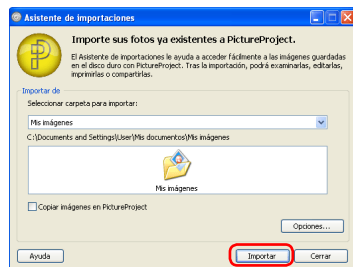 Asistente de importaciones
Importe sus fotos ya existentes a PictureProject.
El Asistente de importaciones le ayuda a acceder fácilmente a las imágenes guardadas
en el disco duro con PictureProject. Tras la importación, podrá examinarlas, editarlas,
imprimirlas o compartirlas.
Importar de
Seleccionar carpeta para importar:
Mis imágenes
C:\Documents and Settings\User\Mis documentos\Mis imágenes
Mis imágenes
Copiar imágenes en PictureProject
Opciones...
Ayuda
Importar
Cerrar